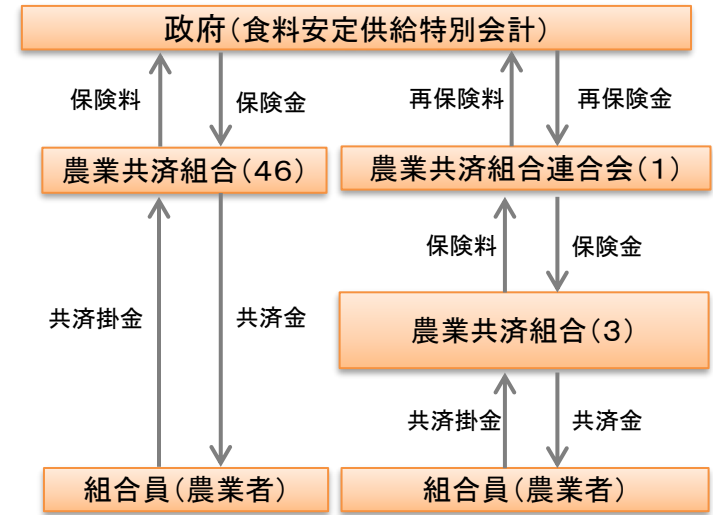 政府(食料安定供給特別会計)
保険料
保険金
再保険料
再保険金
農業共済組合(46)
農業共済組合連合会(1)
保険料
保険金
共済掛金
共済金
農業共済組合(3)
共済掛金
共済金
組合員(農業者)
組合員(農業者)